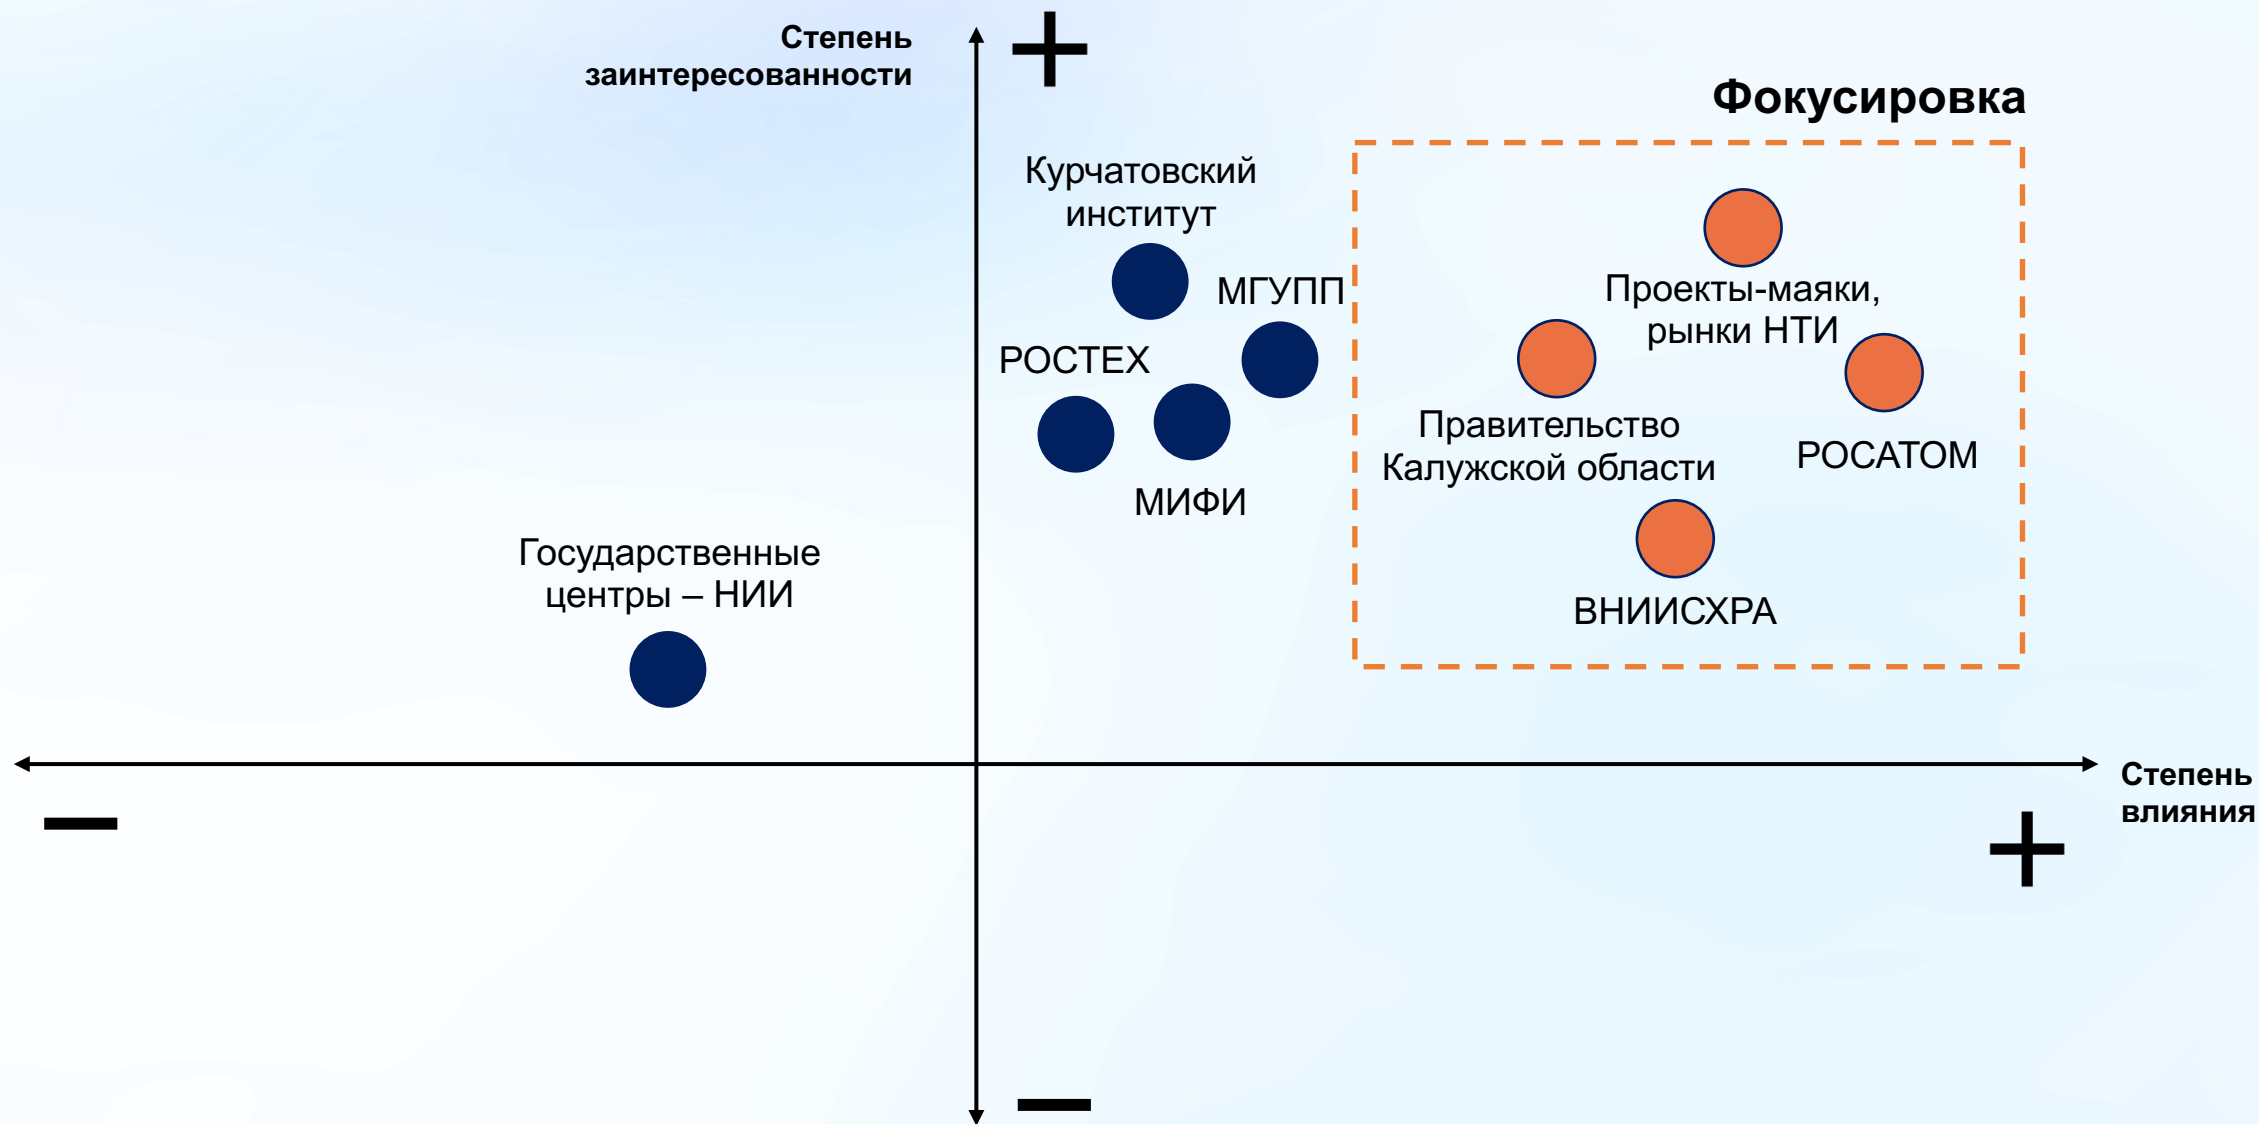 Степень
заинтересованности
Фокусировка
Курчатовский
институт
МГУПП
РОСТЕХ
МИФИ
Проекты-маяки,
рынки НТИ
Правительство
Калужской области
РОСАТОМ
ВНИИСХРА
Государственные
центры – НИИ
Степень
влияния